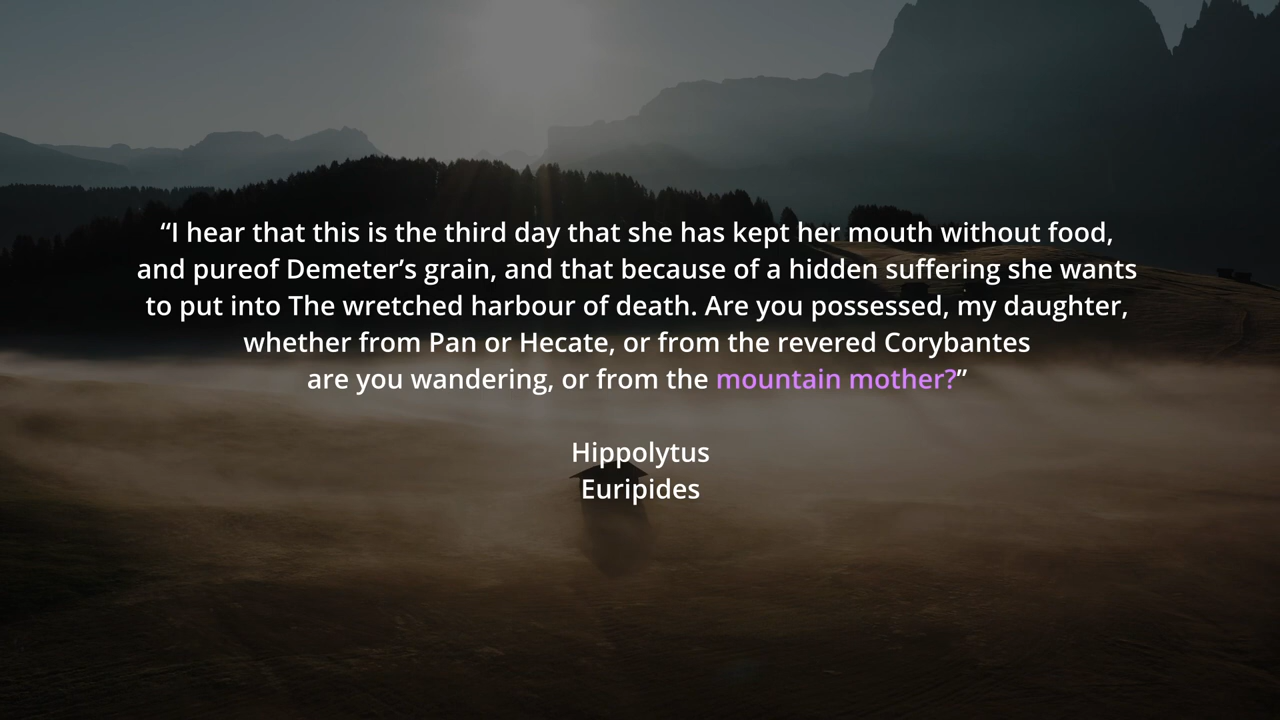 “I hear that this is the third day that she has kept her mouth without food,
and pureof Demeter’s grain, and that because of a hidden suffering she wants
to put into The wretched harbour of death. Are you possessed, my daughter,
whether from Pan or Hecate, or from the revered Corybantes
are you wandering, or from the mountain mother?”
Hippolytus
Euripides